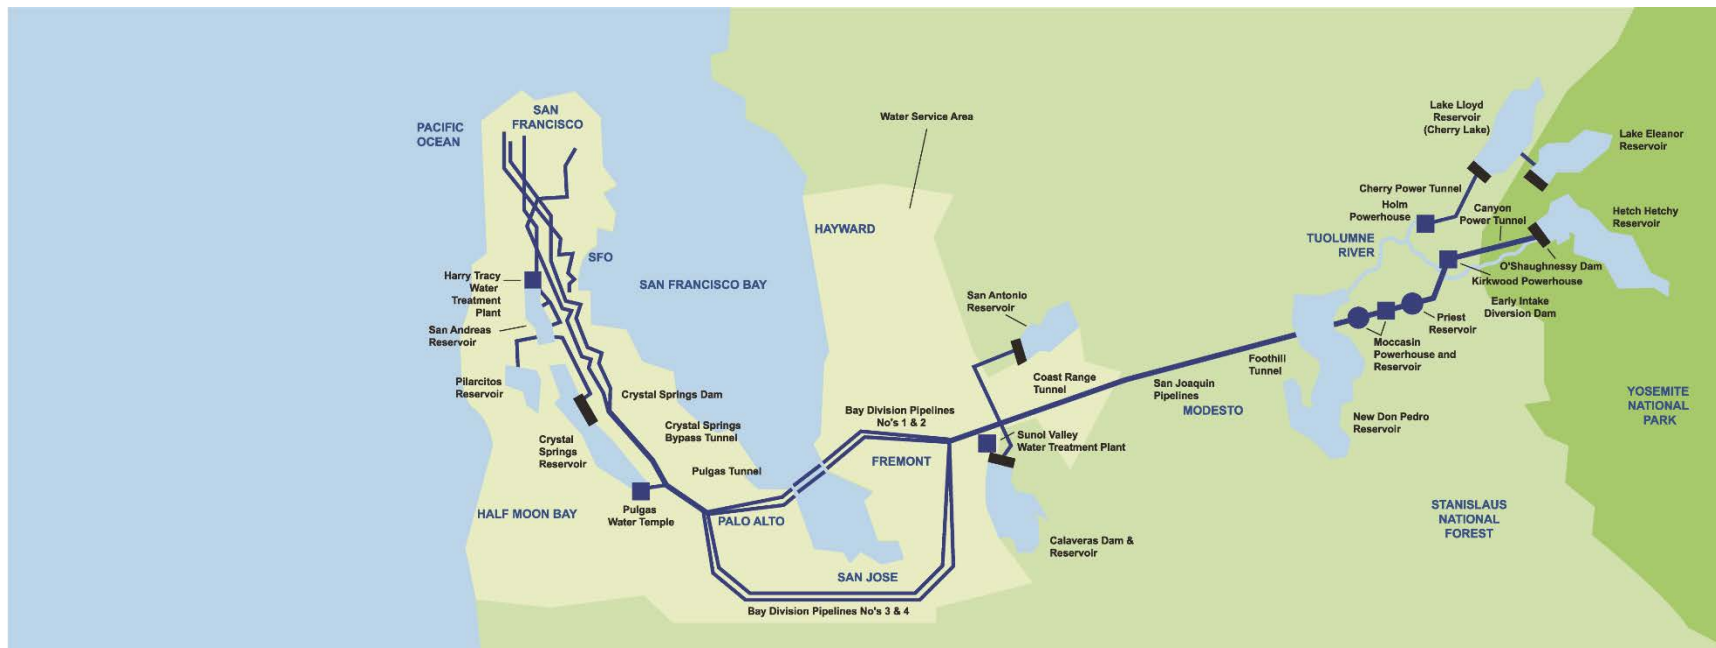 SAN
FRANCISCO
PACIFIC
OCEAN
Water Service Area
Lake Lloyd
Reservoir
(Cherry Lake)
Lake Eleanor
Reservoir
Cherry Power Tunnel
Holm
Powerhouse
Canyon
Power Tunnel
Hetch Hetchy
Reservoir
HAYWARD
TUOLUMNE
RIVER
SFO
O'Shaughnessy Dam
Kirkwood Powerhouse
Harry Tracy
Water
Treatment
Plant
SAN FRANCISCO BAY
San Antonio
Reservoir
Early Intake
Diversion Dam
Priest
Reservoir
San Andreas
Reservoir
Moccasin
Powerhouse and
Reservoir
Foothill
Tunnel
Pilarcitos
Reservoir
Coast Range
Tunnel
San Joaquin
Pipelines
MODESTO
Crystal Springs Dam
YOSEMITE
NATIONAL
PARK
Bay Division Pipelines
No's 1 & 2
New Don Pedro
Reservoir
Crystal Springs
Bypass Tunnel
Crystal
Springs
Reservoir
Sunol Valley
Water Treatment Plant
FREMONT
Pulgas Tunnel
HALF MOON BAY
Pulgas
Water Temple
PALO ALTO
STANISLAUS
NATIONAL
FOREST
Calaveras Dam &
Reservoir
SAN JOSE
Bay Division Pipelines No's 3 & 4